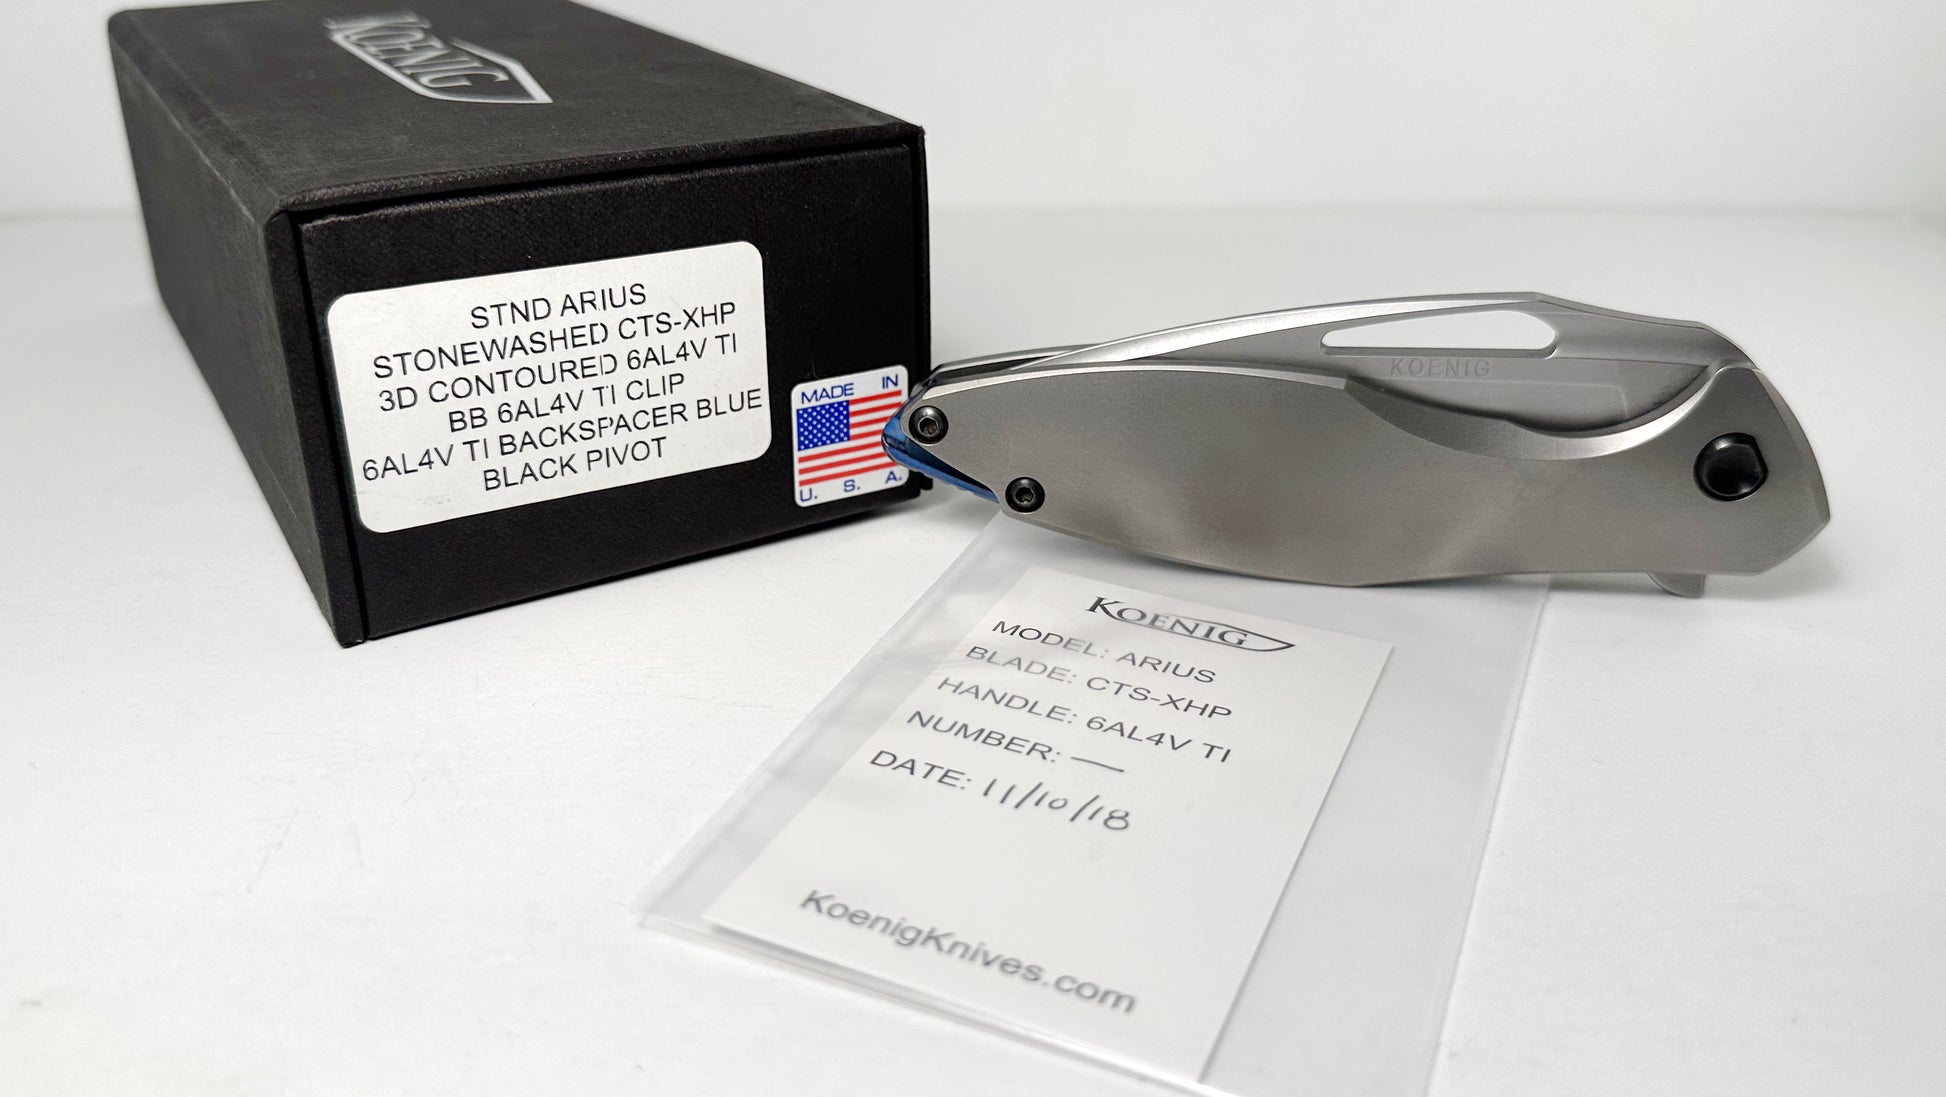 KOENIG
STND ARIUS
STONEWASHED CTS-XHP
3D CONTOURED 6AL4V TI
BB 6AL4V TI CLIP
6AL4V TI BACKSPACER BLUE
BLACK PIVOT
MADE IN
U. S. A.
KOENIG
KOENIG
MODEL: ARIUS
BLADE: CTS-XHP
HANDLE: 6AL4V TI
NUMBER: —
DATE: 11/10/18
KoenigKnives.com